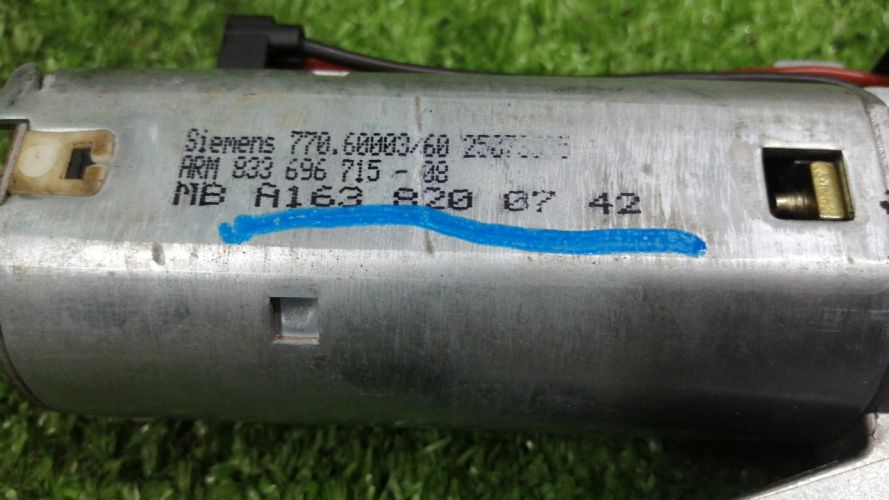 Siemens 770.60003/60
ARM 833 696 715 - 08
MB A163 820 07 42